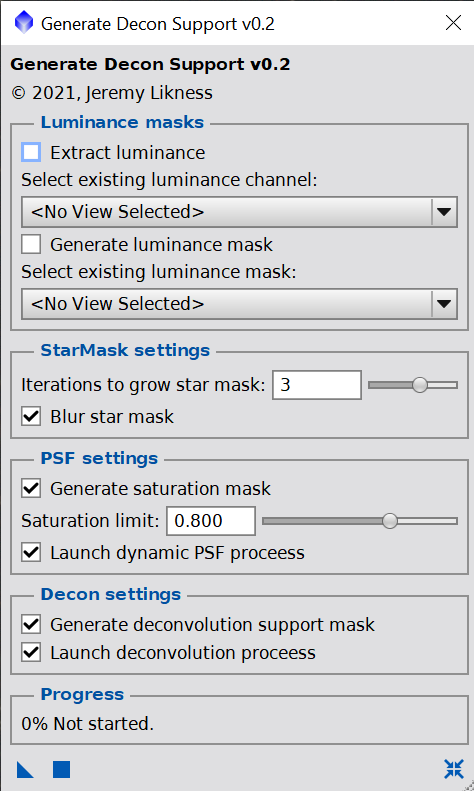 Generate Decon Support v0.2
Generate Decon Support v0.2
© 2021, Jeremy Likness
Luminance masks
Extract luminance
Select existing luminance channel:
<No View Selected>
Generate luminance mask
Select existing luminance mask:
<No View Selected>
StarMask settings
Iterations to grow star mask: 3
Blur star mask
PSF settings
Generate saturation mask
Saturation limit: 0.800
Launch dynamic PSF proceess
Decon settings
Generate deconvolution support mask
Launch deconvolution proceess
Progress
0% Not started.